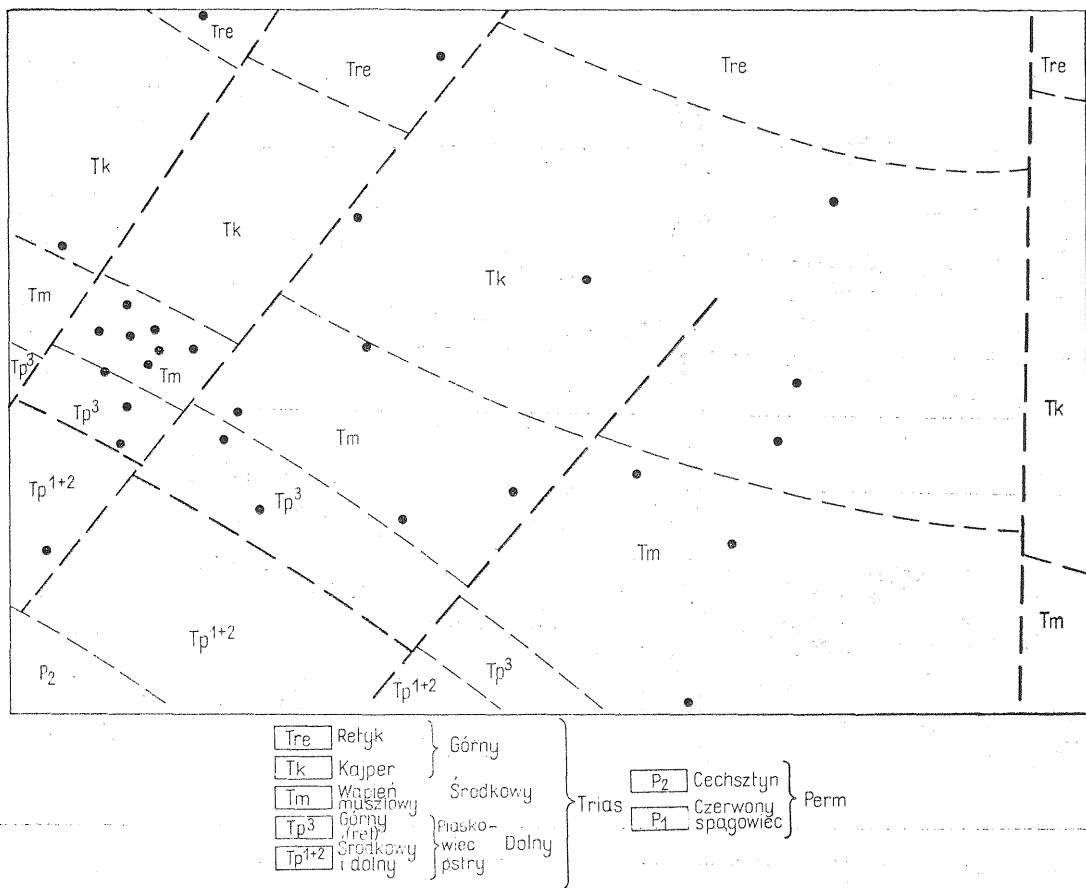 Tre
Tre
Tre
Tre
Tk
Tk
Tk
Tk
Tm
Tm
Tm
Tm
Tm
Tp³
Tp³
Tp³
Tp³
Tp¹⁺²
Tp¹⁺²
Tp¹⁺²
P₂
Tre Retyk
Tk Kajper
Górny
Tm Wapień muszlowy
Środkowy
Tp³ Górny (ret)
Tp¹⁺² Środkowy i dolny
Piasko-
wiec
pstry
Dolny
Trias
P₂ Cechsztyn
P₁ Czerwony spągowiec
Perm